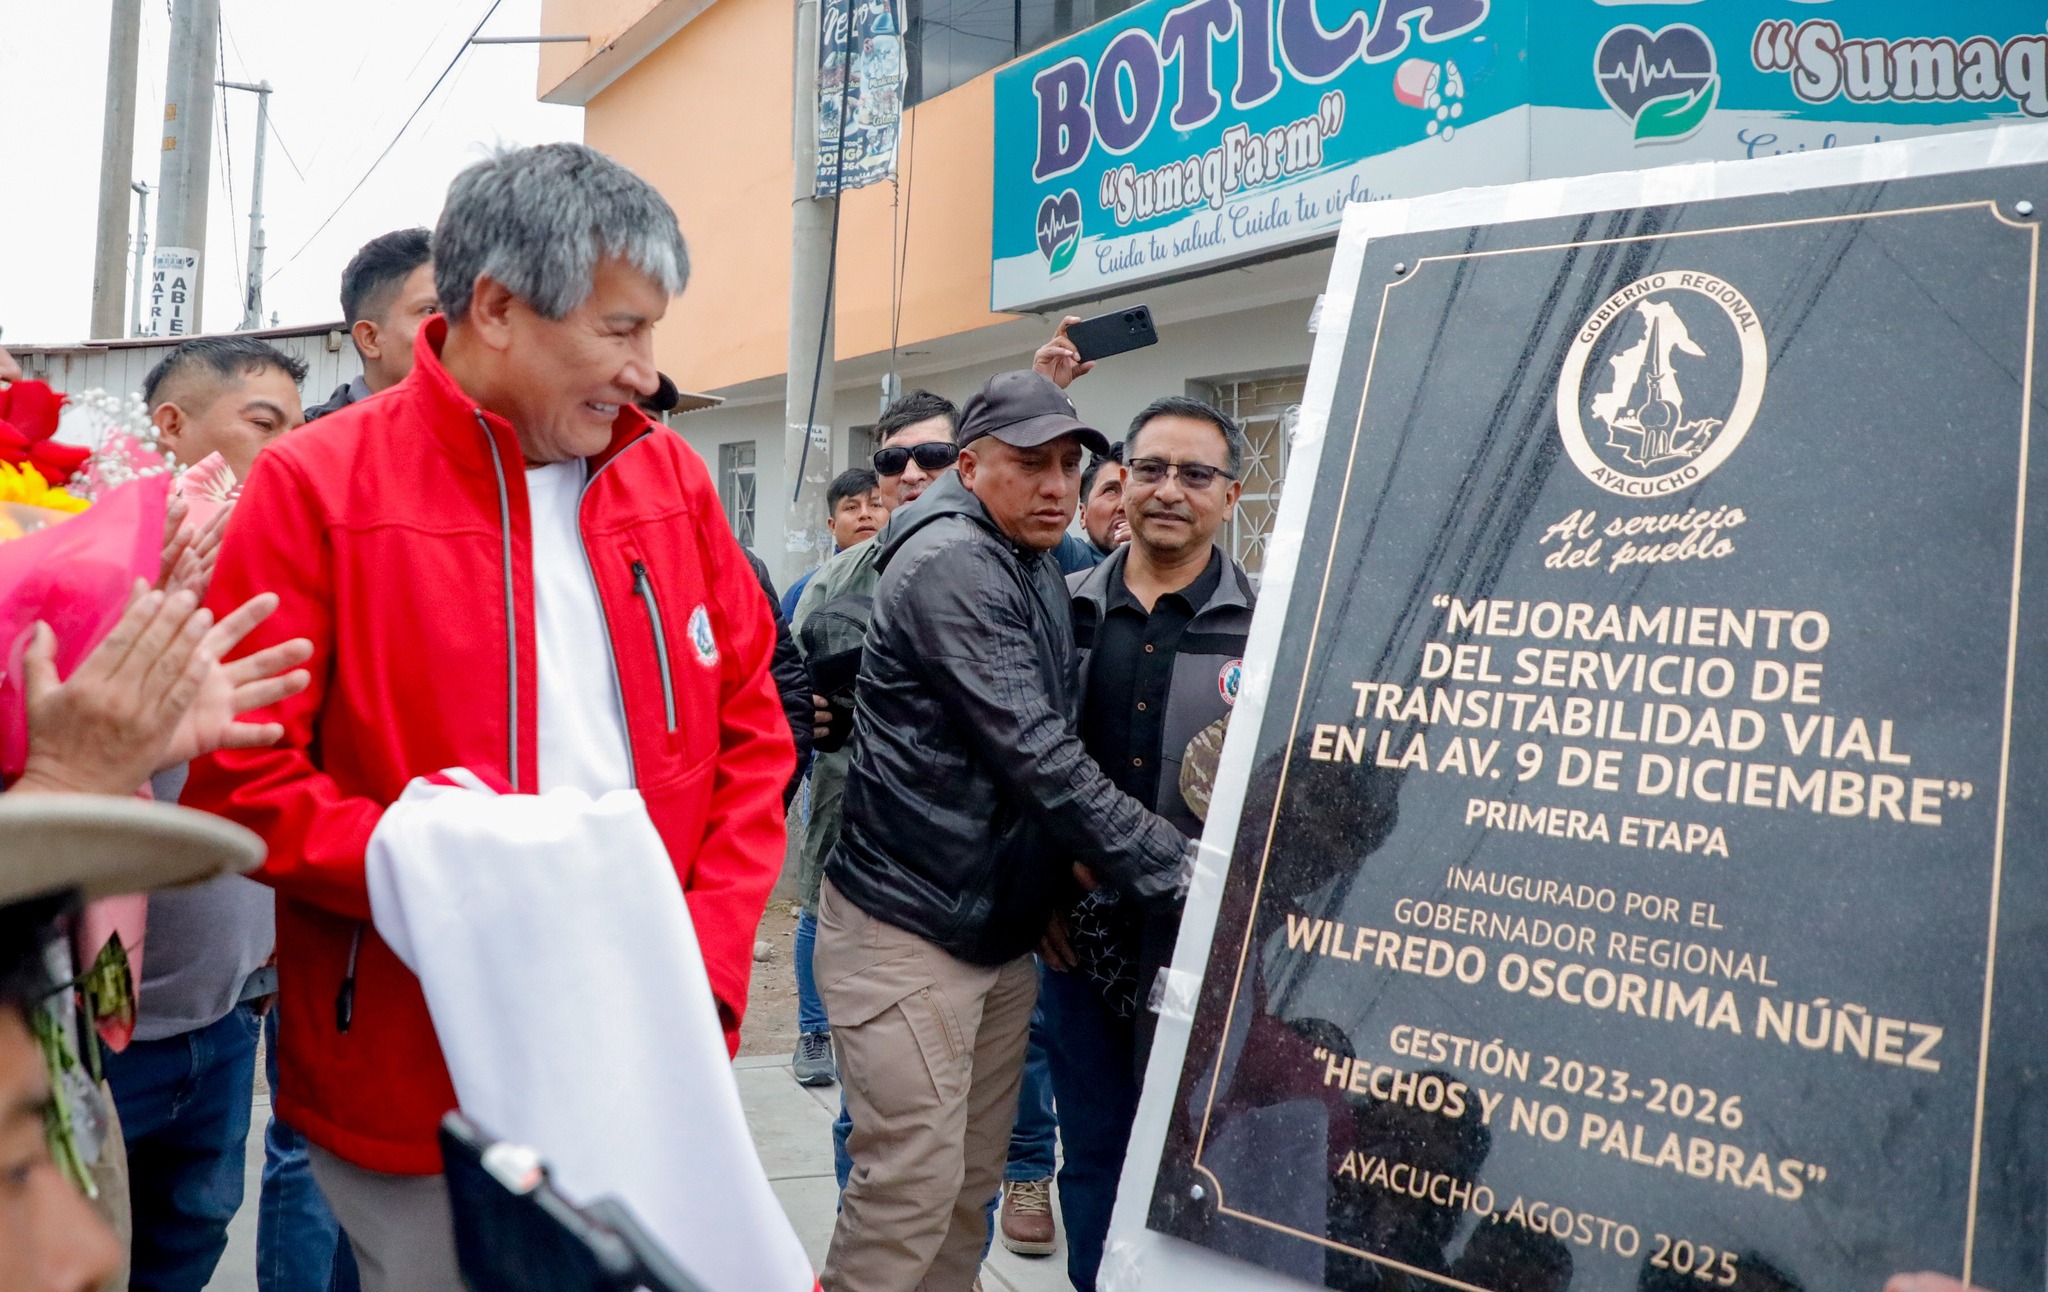 BOTICA
“SumaqFarm”
Cuida tu salud, Cuida tu vida...
“Sumaq
MATRÍ
ABIE
GOBIERNO REGIONAL
AYACUCHO
Al servicio
del pueblo
“MEJORAMIENTO
DEL SERVICIO DE
TRANSITABILIDAD VIAL
EN LA AV. 9 DE DICIEMBRE”
PRIMERA ETAPA
INAUGURADO POR EL
GOBERNADOR REGIONAL
WILFREDO OSCORIMA NÚÑEZ
GESTIÓN 2023-2026
“HECHOS Y NO PALABRAS”
AYACUCHO, AGOSTO 2025